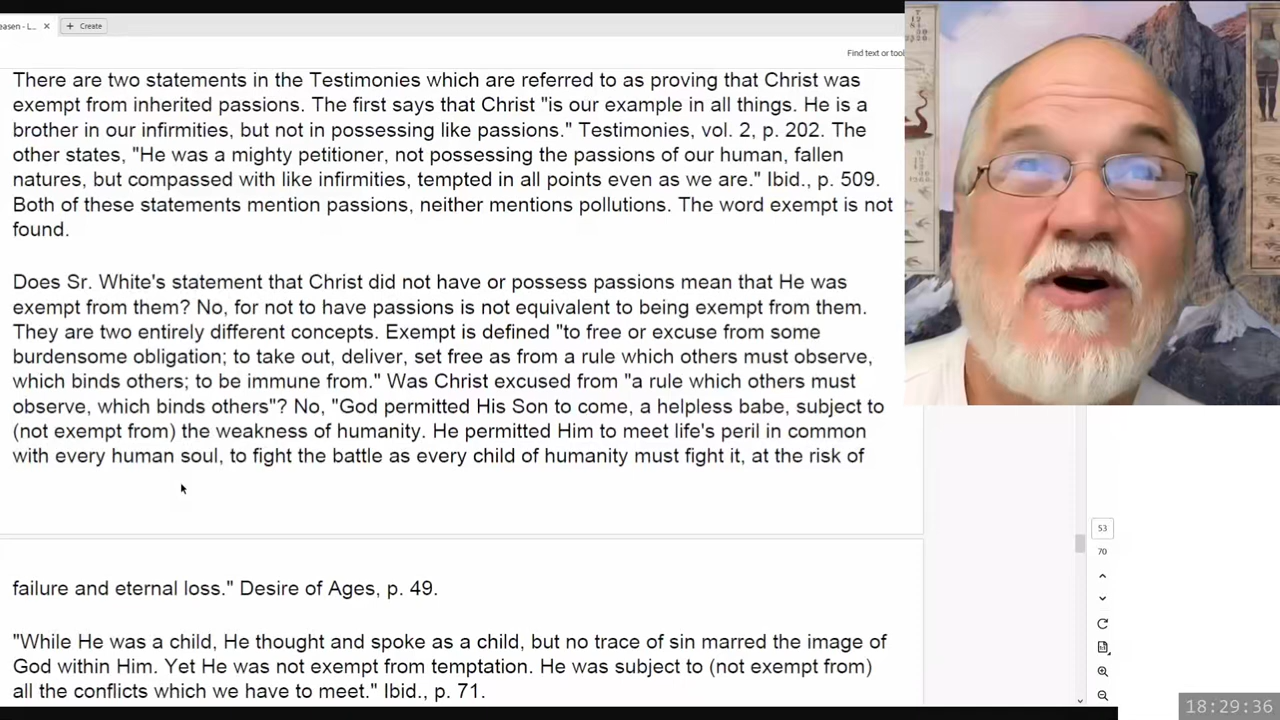 easen - L...
+ Create
Find text or tool
There are two statements in the Testimonies which are referred to as proving that Christ was
exempt from inherited passions. The first says that Christ "is our example in all things. He is a
brother in our infirmities, but not in possessing like passions." Testimonies, vol. 2, p. 202. The
other states, "He was a mighty petitioner, not possessing the passions of our human, fallen
natures, but compassed with like infirmities, tempted in all points even as we are." Ibid., p. 509.
Both of these statements mention passions, neither mentions pollutions. The word exempt is not
found.
Does Sr. White's statement that Christ did not have or possess passions mean that He was
exempt from them? No, for not to have passions is not equivalent to being exempt from them.
They are two entirely different concepts. Exempt is defined "to free or excuse from some
burdensome obligation; to take out, deliver, set free as from a rule which others must observe,
which binds others; to be immune from." Was Christ excused from "a rule which others must
observe, which binds others"? No, "God permitted His Son to come, a helpless babe, subject to
(not exempt from) the weakness of humanity. He permitted Him to meet life's peril in common
with every human soul, to fight the battle as every child of humanity must fight it, at the risk of
53
70
failure and eternal loss." Desire of Ages, p. 49.
"While He was a child, He thought and spoke as a child, but no trace of sin marred the image of
God within Him. Yet He was not exempt from temptation. He was subject to (not exempt from)
all the conflicts which we have to meet." Ibid., p. 71.
18:29:36